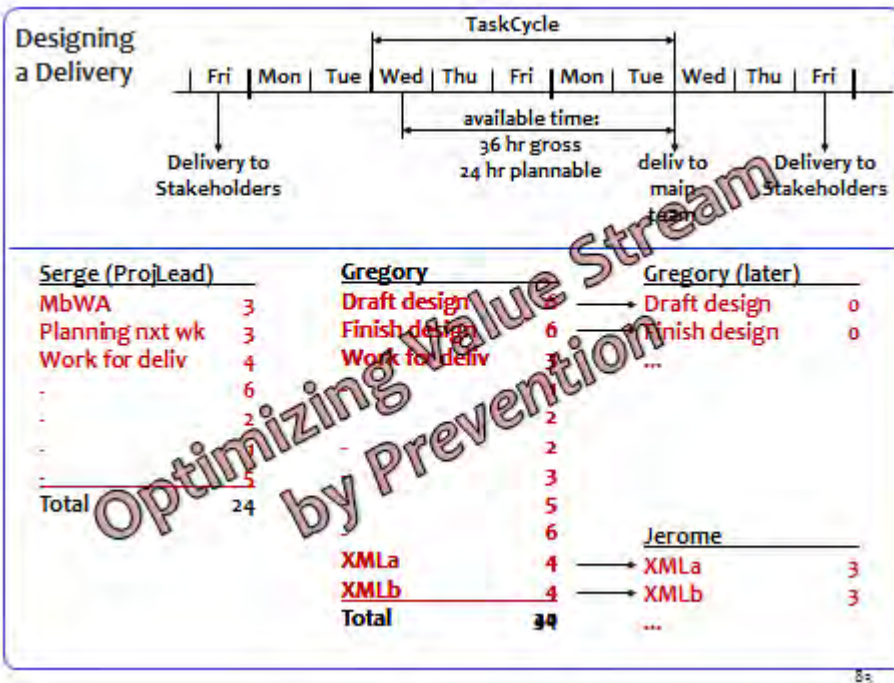 Designing
a Delivery
TaskCycle
Fri Mon Tue Wed Thu Fri Mon Tue Wed Thu Fri
available time:
36 hr gross
24 hr plannable
Delivery to
Stakeholders
deliv to
main
team
Delivery to
Stakeholders
Optimizing Value Stream
by Prevention
Serge (ProjLead)
MbWA 3
Planning nxt wk 3
Work for deliv 4
- 6
- 2
-
- 5
Total 24
Gregory
Draft design
Finish design 6
Work for deliv 3
2
- 2
3
5
6
XMLa 4
XMLb 4
Total
Gregory (later)
Draft design 0
Finish design 0
...
Jerome
XMLa 3
XMLb 3
...